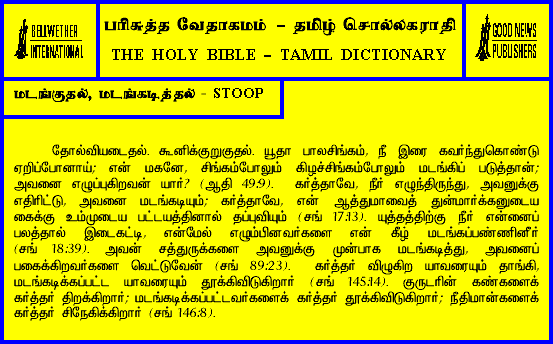 BELLWETHER
INTERNATIONAL
பரிசுத்த வேதாகமம் – தமிழ் சொல்லகராதி
THE HOLY BIBLE – TAMIL DICTIONARY
GOOD NEWS
PUBLISHERS
மடங்குதல், மடங்கடித்தல் - STOOP
தோல்வியடைதல். கூனிக்குறுகுதல். யூதா பாலசிங்கம், நீ இரை கவர்ந்துகொண்டு
ஏறிப்போனாய்; என் மகனே, சிங்கம்போலும் கிழச்சிங்கம்போலும் மடங்கிப் படுத்தான்;
அவனை எழுப்புகிறவன் யார்? (ஆதி 49:9). கர்த்தாவே, நீர் எழுந்திருந்து, அவனுக்கு
எதிரிட்டு, அவனை மடங்கடியும்; கர்த்தாவே, என் ஆத்துமாவைத் துன்மார்க்கனுடைய
கைக்கு உம்முடைய பட்டயத்தினால் தப்புவியும் (சங் 17:13). யுத்தத்திற்கு நீர் என்னைப்
பலத்தால் இடைகட்டி, என்மேல் எழும்பினவர்களை என் கீழ் மடங்கப்பண்ணினீர்
(சங் 18:39). அவன் சத்துருக்களை அவனுக்கு முன்பாக மடங்கடித்து, அவனைப்
பகைக்கிறவர்களை வெட்டுவேன் (சங் 89:23). கர்த்தர் விழுகிற யாவரையும் தாங்கி,
மடங்கடிக்கப்பட்ட யாவரையும் தூக்கிவிடுகிறார் (சங் 145:14). குருடரின் கண்களைக்
கர்த்தர் திறக்கிறார்; மடங்கடிக்கப்பட்டவர்களைக் கர்த்தர் தூக்கிவிடுகிறார்; நீதிமான்களைக்
கர்த்தர் சிநேகிக்கிறார் (சங் 146:8).